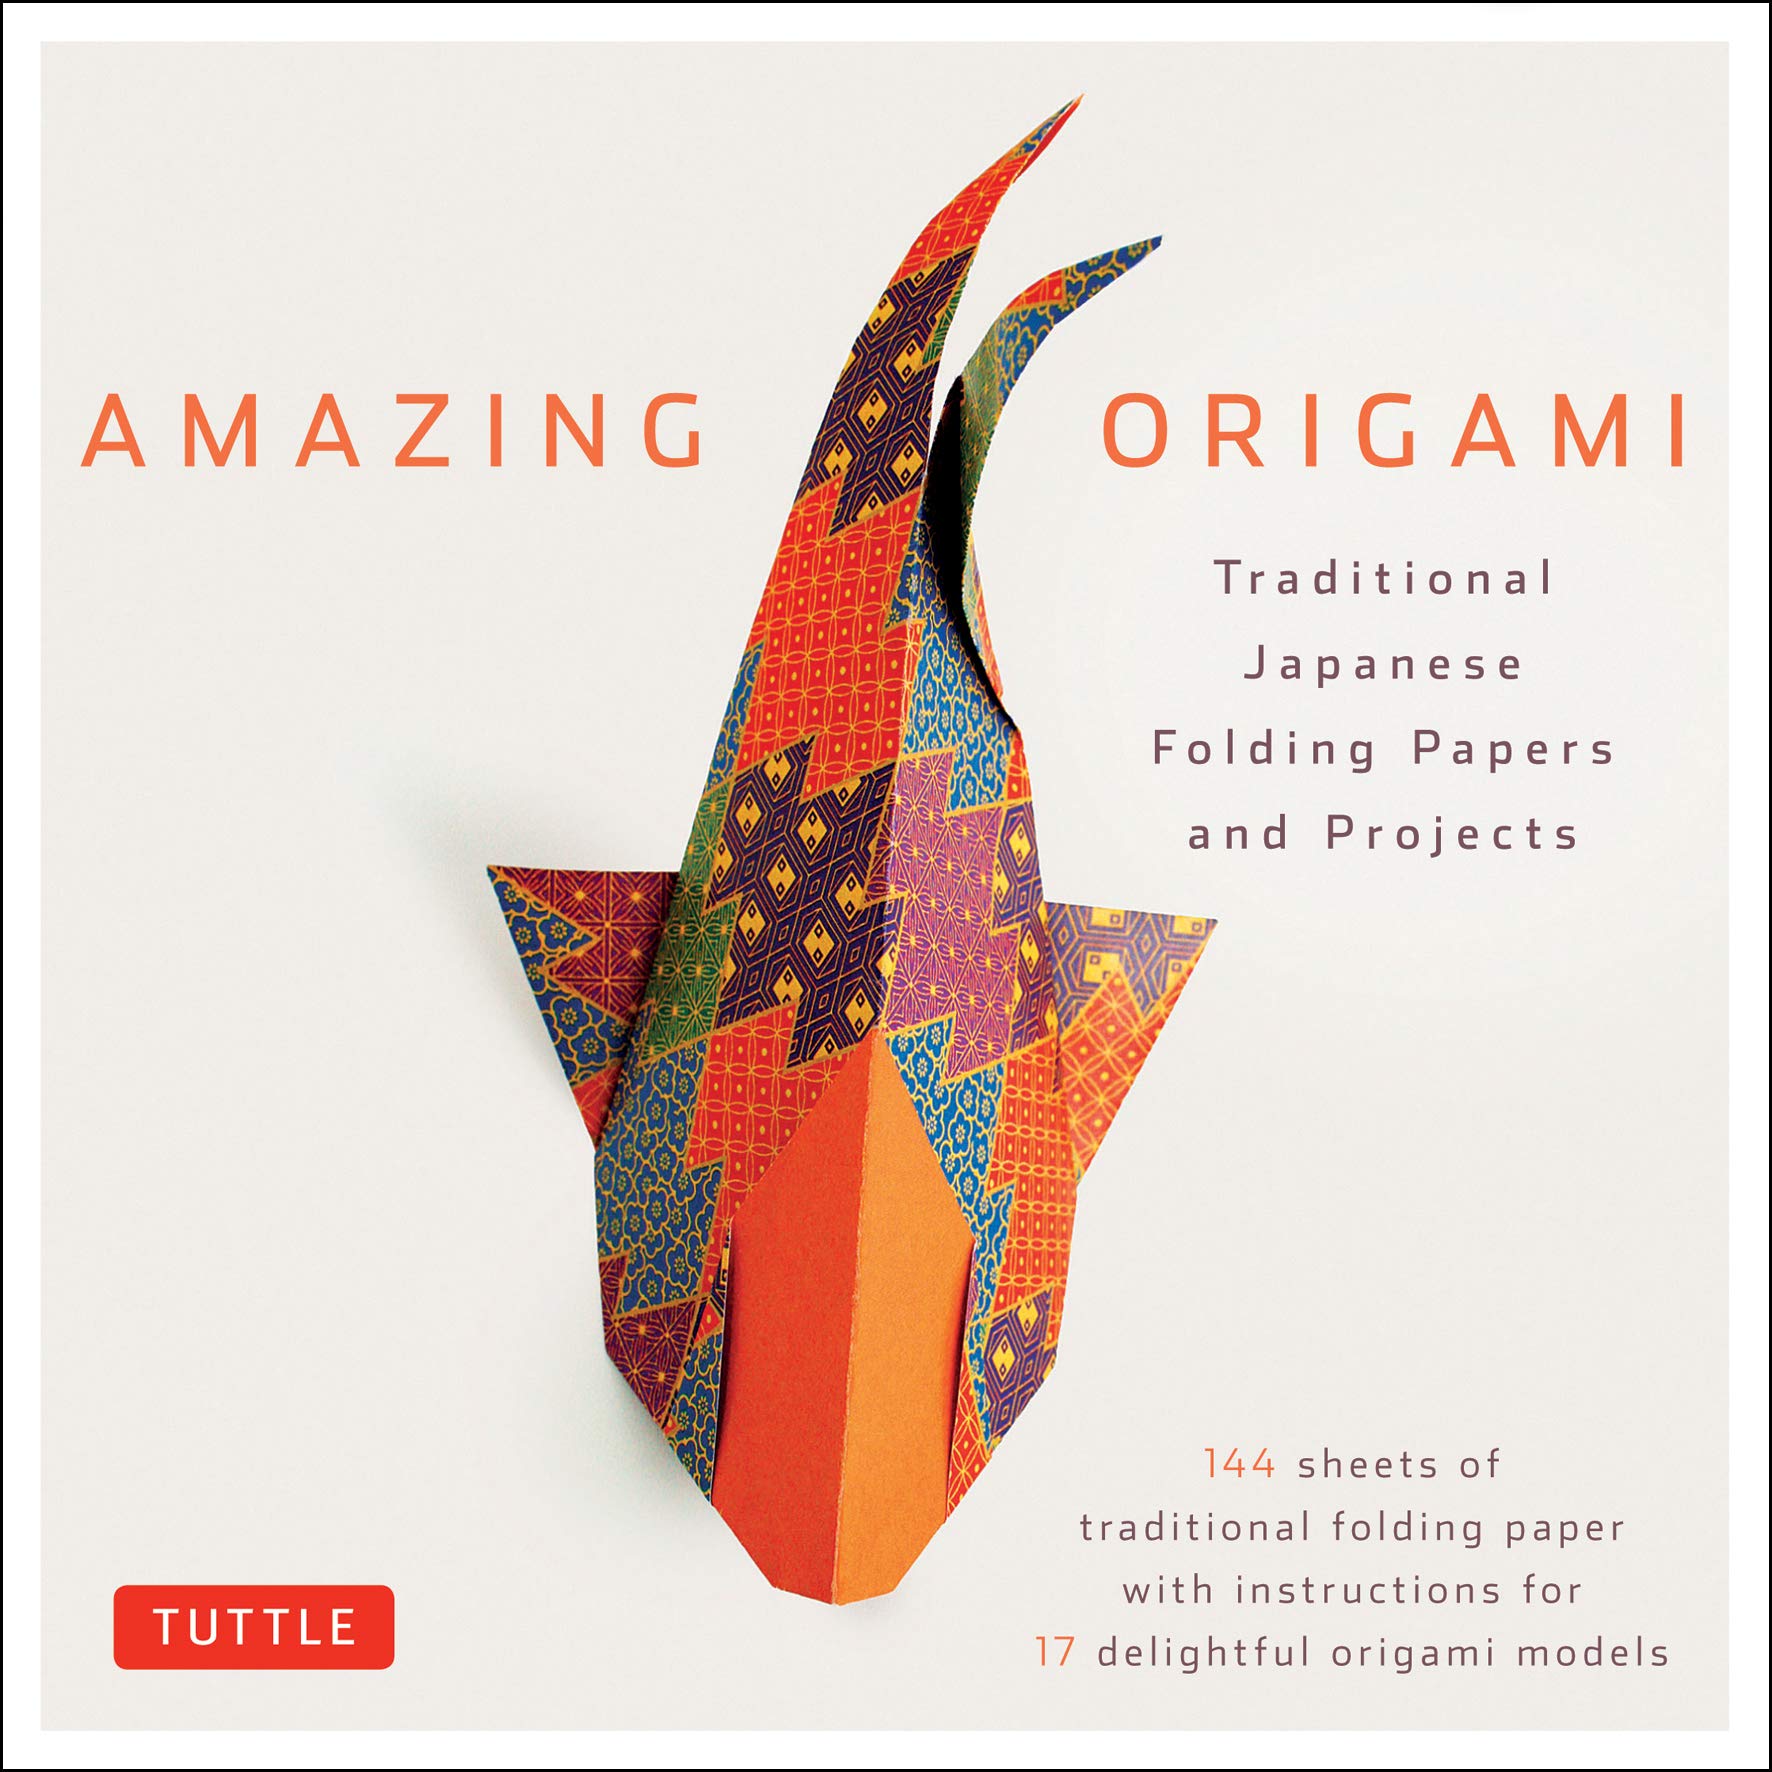 AMAZING ORIGAMI
Traditional
Japanese
Folding Papers
and Projects
144 sheets of
traditional folding paper
with instructions for
17 delightful origami models
TUTTLE